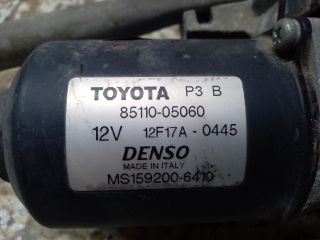 TOYOTA P3 B
85110-05060
12V 12F17A - 0445
DENSO
MADE IN ITALY
MS159200-6410